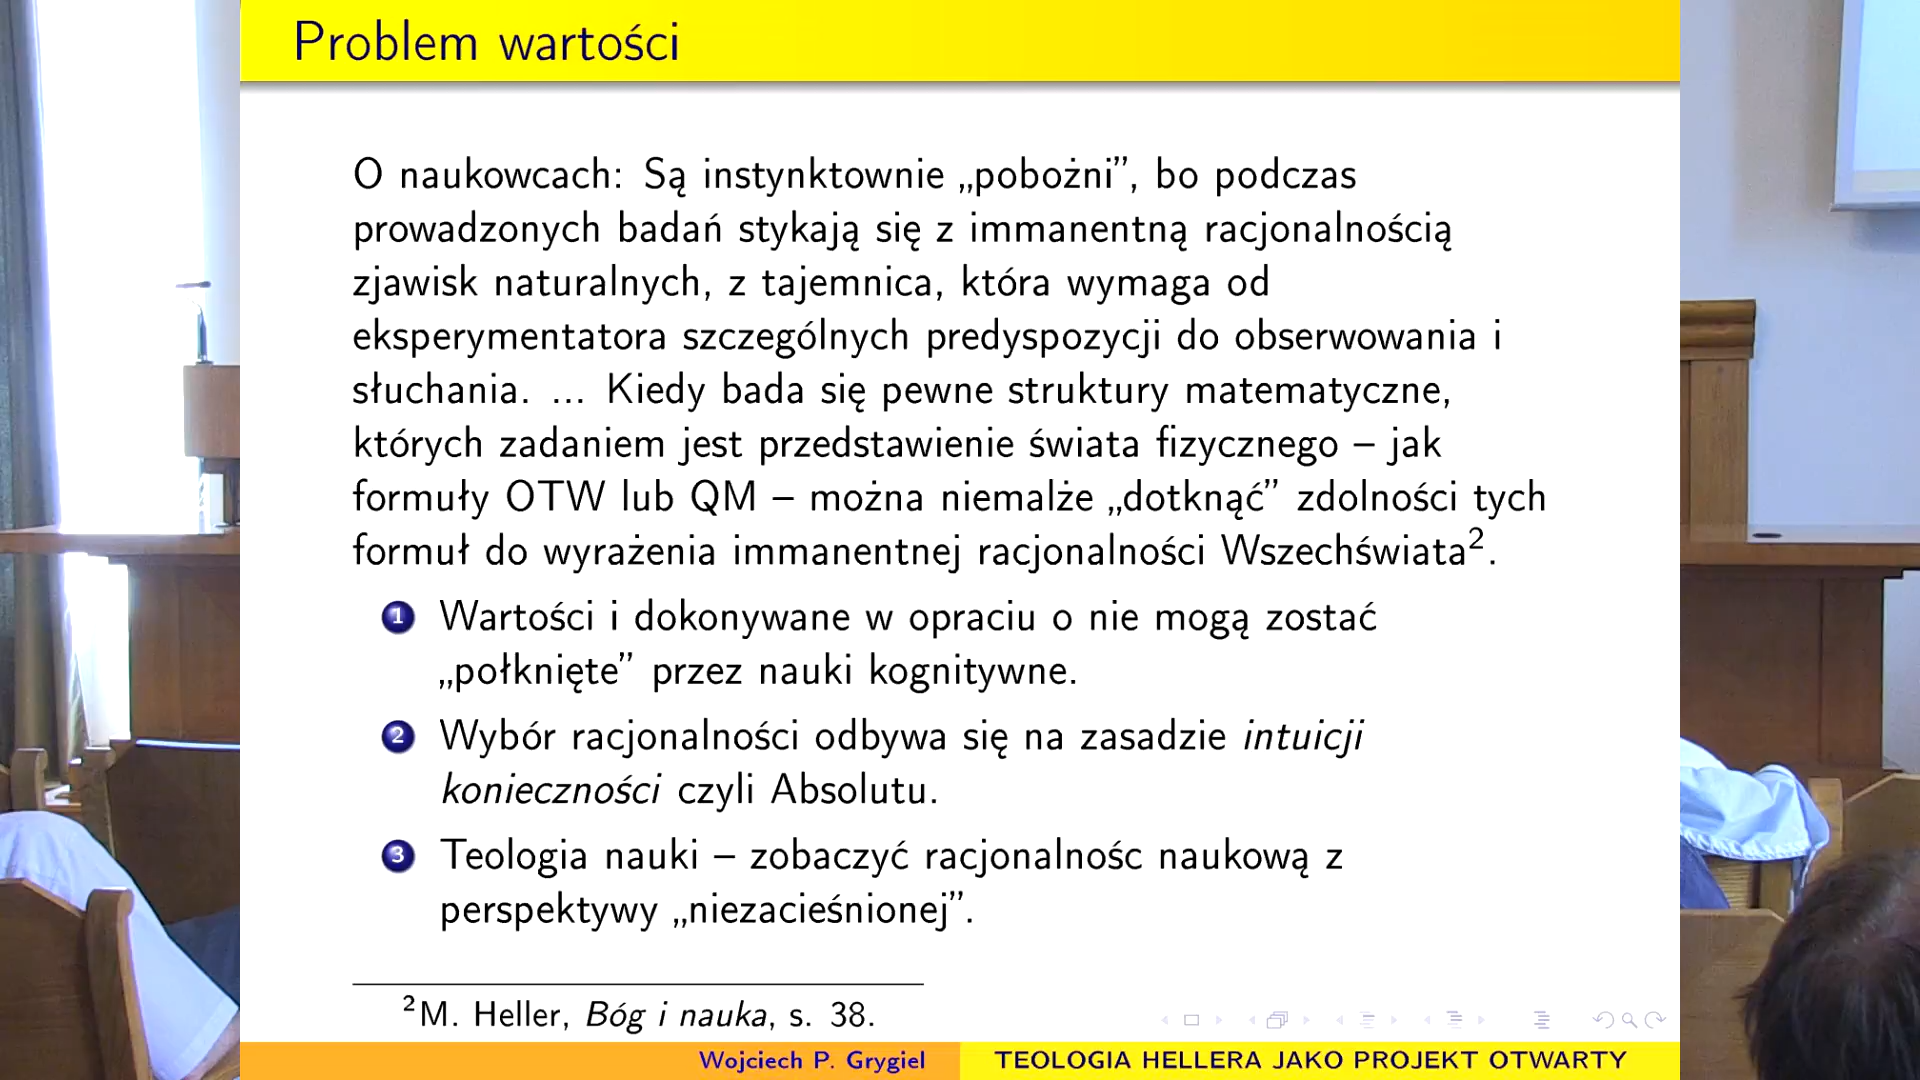 Problem wartości
O naukowcach: Są instynktownie „pobożni”, bo podczas
prowadzonych badań stykają się z immanentną racjonalnością
zjawisk naturalnych, z tajemnica, która wymaga od
eksperymentatora szczególnych predyspozycji do obserwowania i
słuchania. ... Kiedy bada się pewne struktury matematyczne,
których zadaniem jest przedstawienie świata fizycznego – jak
formuły OTW lub QM – można niemalże „dotknąć” zdolności tych
formuł do wyrażenia immanentnej racjonalności Wszechświata².
1 Wartości i dokonywane w opraciu o nie mogą zostać
„połknięte” przez nauki kognitywne.
2 Wybór racjonalności odbywa się na zasadzie intuicji
konieczności czyli Absolutu.
3 Teologia nauki – zobaczyć racjonalnośc naukową z
perspektywy „niezacieśnionej”.
²M. Heller, Bóg i nauka, s. 38.
Wojciech P. Grygiel TEOLOGIA HELLERA JAKO PROJEKT OTWARTY